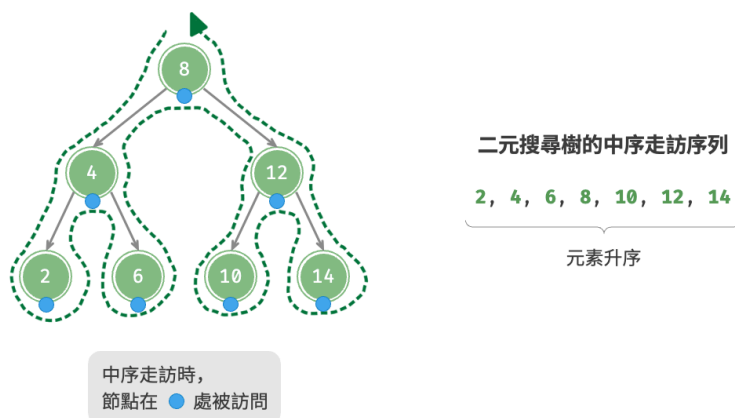 8
4
12
2
6
10
14
中序走訪時，
節點在 處被訪問
二元搜尋樹的中序走訪序列
2, 4, 6, 8, 10, 12, 14
元素升序